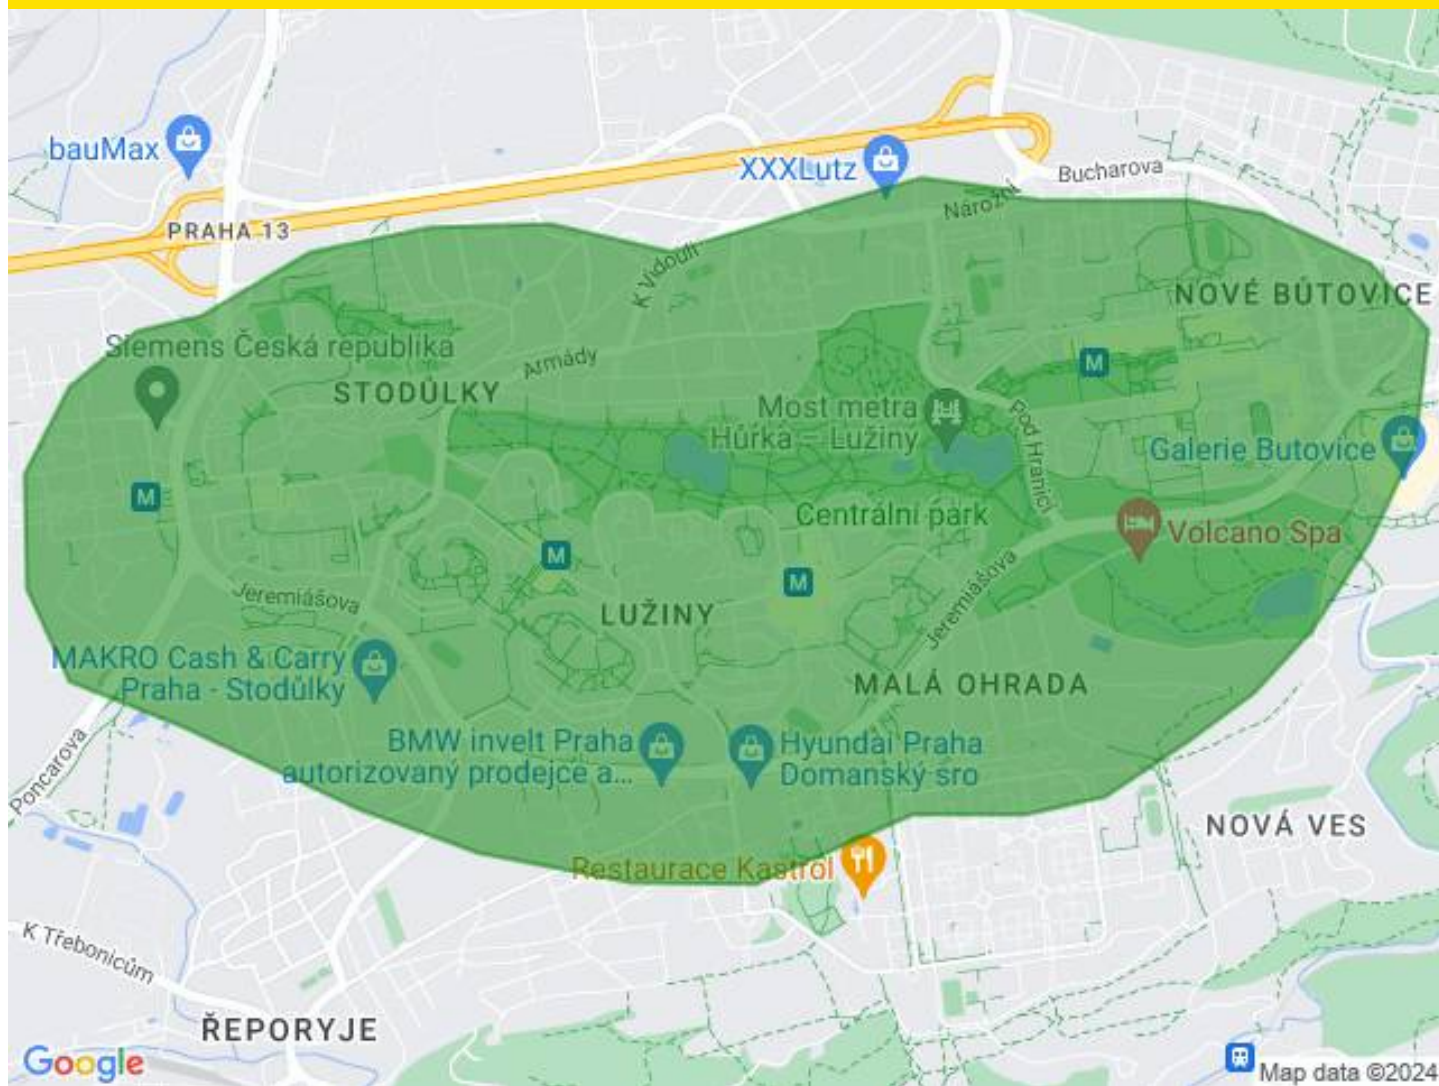 bauMax
XXXLutz
Bucharova
Nárožní
PRAHA 13
K Vidouli
NOVÉ BUTOVICE
Siemens Česká republika
Armády
STODŮLKY
M
Most metra
Hůrka – Lužiny
Pod Hranicí
Galerie Butovice
M
Centrální park
Volcano Spa
M
M
Jeremiášova
LUŽINY
Jeremiášova
MAKRO Cash & Carry
Praha - Stodůlky
MALÁ OHRADA
Poncarova
BMW invelt Praha
autorizovaný prodejce a...
Hyundai Praha
Domanský sro
NOVÁ VES
Restaurace Kastrol
K Třebonicům
ŘEPORYJE
Google
Map data ©2024